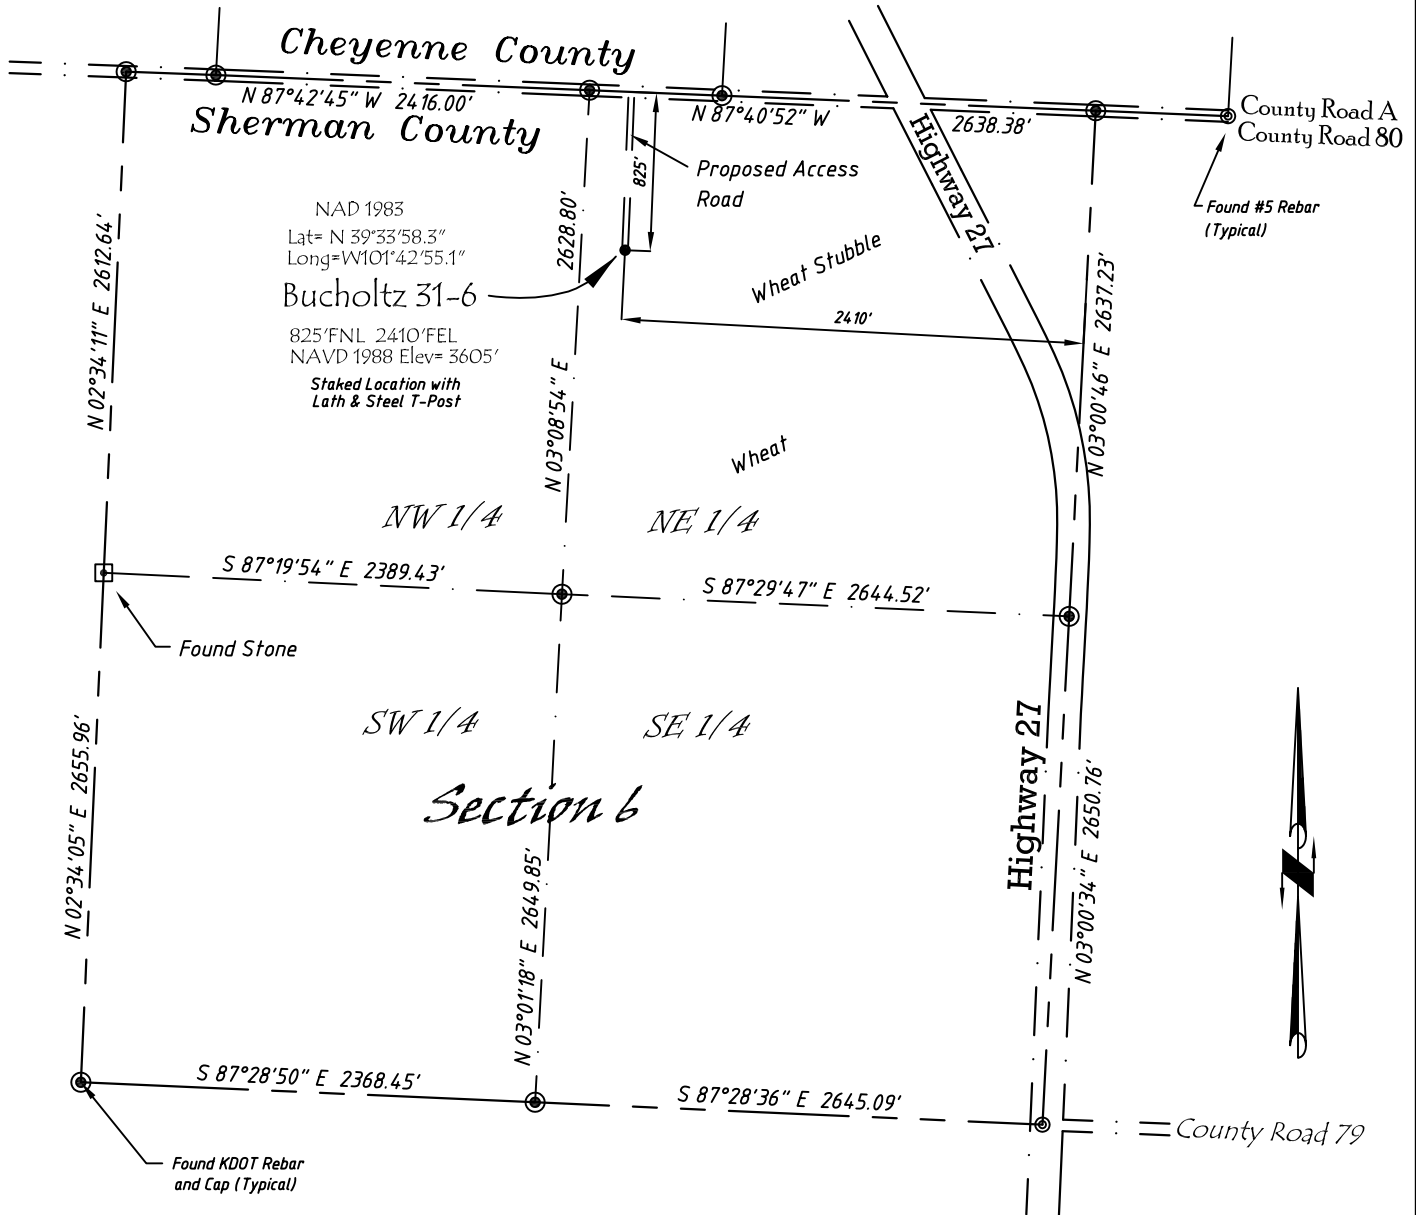 Cheyenne County
N 87°42'45" W 2416.00'
Sherman County
N 87°40'52" W
2638.38'
County Road A
County Road 80
Highway 27
Proposed Access
Road
825'
Found #5 Rebar
(Typical)
NAD 1983
Lat= N 39°33'58.3"
Long=W101°42'55.1"
Bucholtz 31-6
825'FNL 2410'FEL
NAVD 1988 Elev= 3605'
Staked Location with
Lath & Steel T-Post
N 02°34'11" E 2612.64'
N 03°08'54" E 2628.80'
Wheat Stubble
2410'
N 03°00'46" E 2637.23'
Wheat
NW 1/4
NE 1/4
S 87°19'54" E 2389.43'
S 87°29'47" E 2644.52'
Found Stone
SW 1/4
SE 1/4
Section 6
N 02°34'05" E 2655.96'
N 03°01'18" E 2649.85'
Highway 27
N 03°00'34" E 2650.76'
S 87°28'50" E 2368.45'
S 87°28'36" E 2645.09'
County Road 79
Found KDOT Rebar
and Cap (Typical)